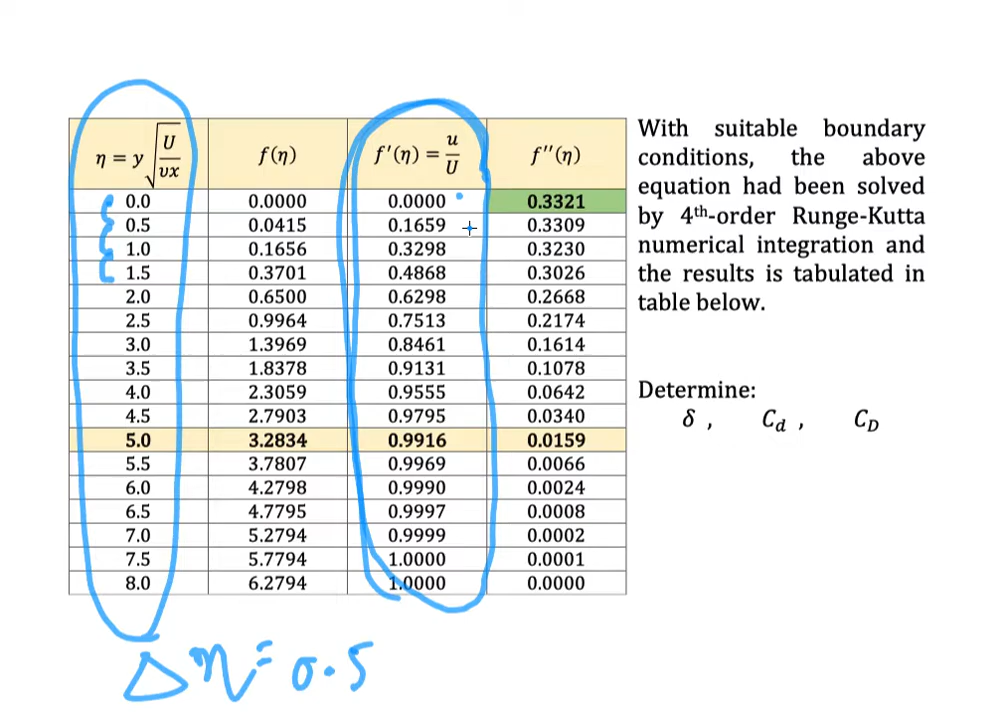 η = y √(U/υx) f(η) f′(η) = u/U f″(η)
0.0 0.0000 0.0000 0.3321
0.5 0.0415 0.1659 0.3309
1.0 0.1656 0.3298 0.3230
1.5 0.3701 0.4868 0.3026
2.0 0.6500 0.6298 0.2668
2.5 0.9964 0.7513 0.2174
3.0 1.3969 0.8461 0.1614
3.5 1.8378 0.9131 0.1078
4.0 2.3059 0.9555 0.0642
4.5 2.7903 0.9795 0.0340
5.0 3.2834 0.9916 0.0159
5.5 3.7807 0.9969 0.0066
6.0 4.2798 0.9990 0.0024
6.5 4.7795 0.9997 0.0008
7.0 5.2794 0.9999 0.0002
7.5 5.7794 1.0000 0.0001
8.0 6.2794 1.0000 0.0000
Δη = 0.5
With suitable boundary
conditions, the above
equation had been solved
by 4th-order Runge-Kutta
numerical integration and
the results is tabulated in
table below.
Determine:
δ , C_d , C_D